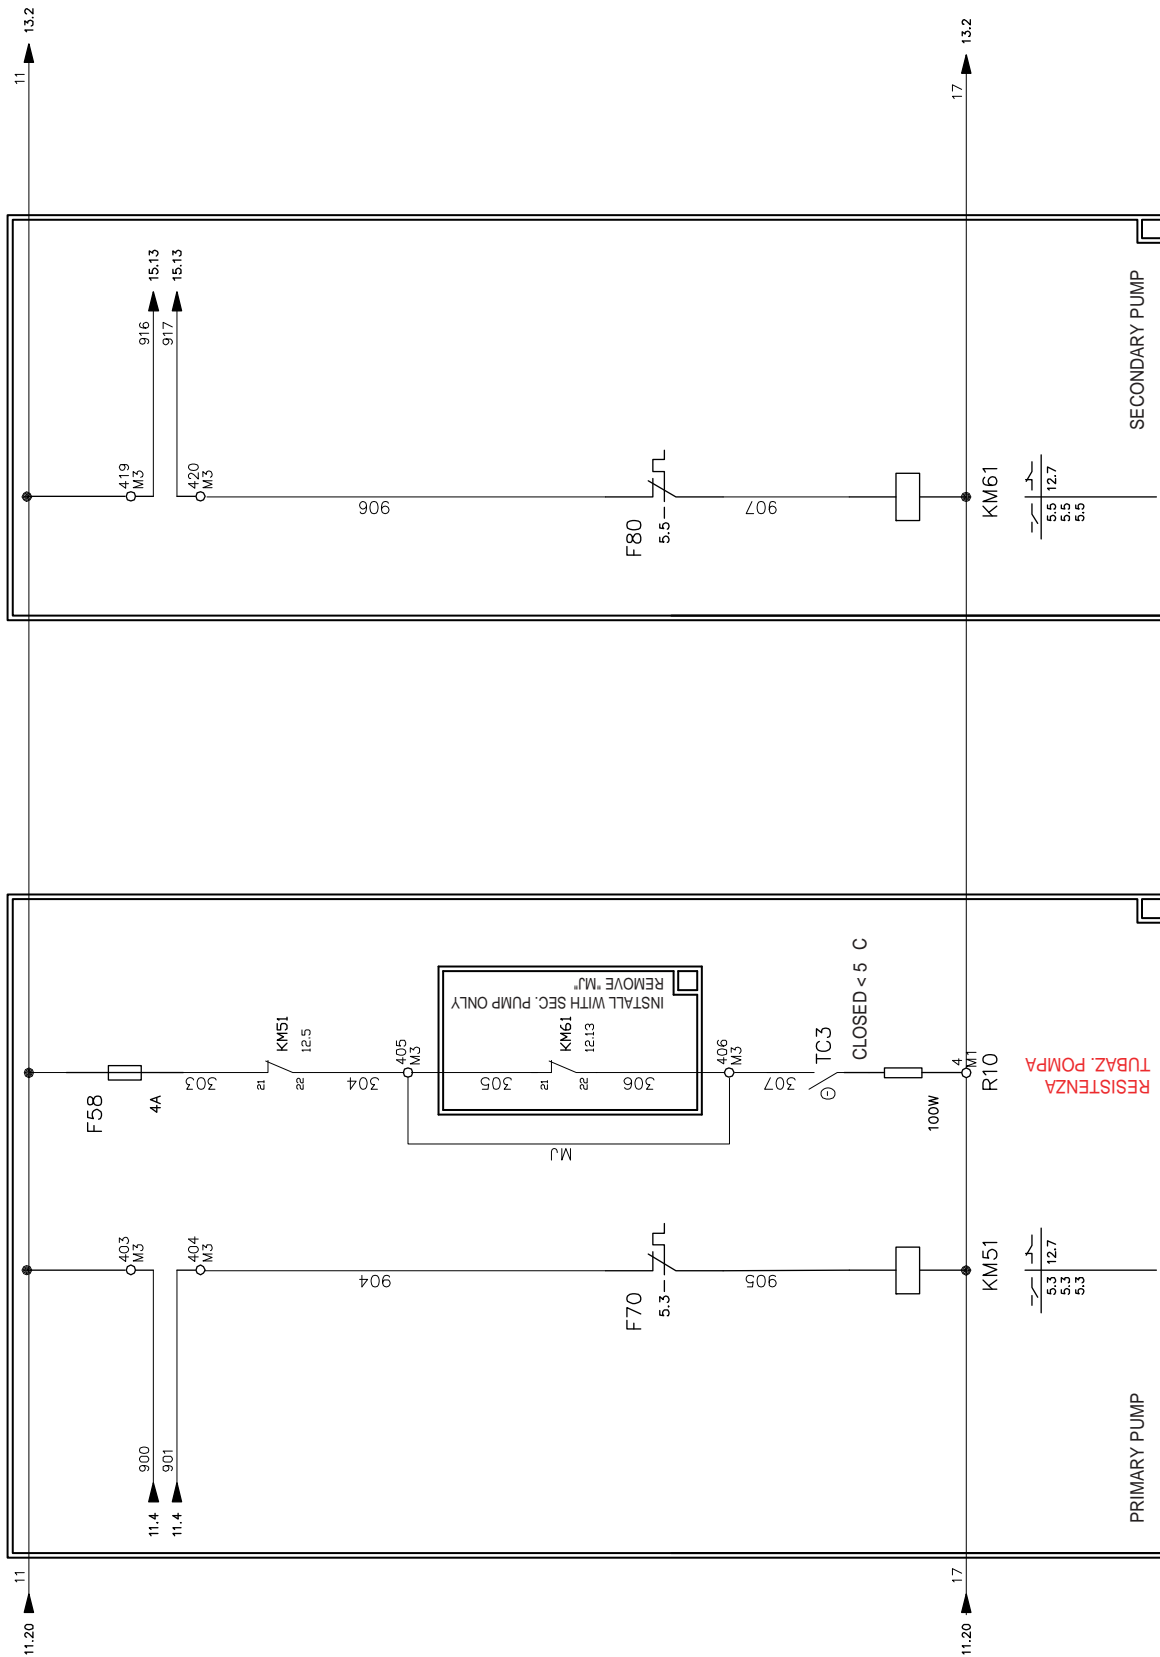 11.20
11
11
13.2
900
11.4
901
11.4
403
M3
404
M3
904
F70
5.3
905
KM51
5.3
5.3
5.3
12.7
PRIMARY PUMP
F58
4A
303
21
22
KM51
12.5
304
405
M3
305
21
22
KM61
12.13
306
INSTALL WITH SEC. PUMP ONLY
REMOVE "MJ"
MJ
406
M3
307
TC3
CLOSED < 5 C
100W
4
M1
R10
RESISTENZA
TUBAZ. POMPA
419
M3
916
15.13
917
15.13
420
M3
906
F80
5.5
907
KM61
5.5
5.5
5.5
12.7
SECONDARY PUMP
11.20
17
17
13.2